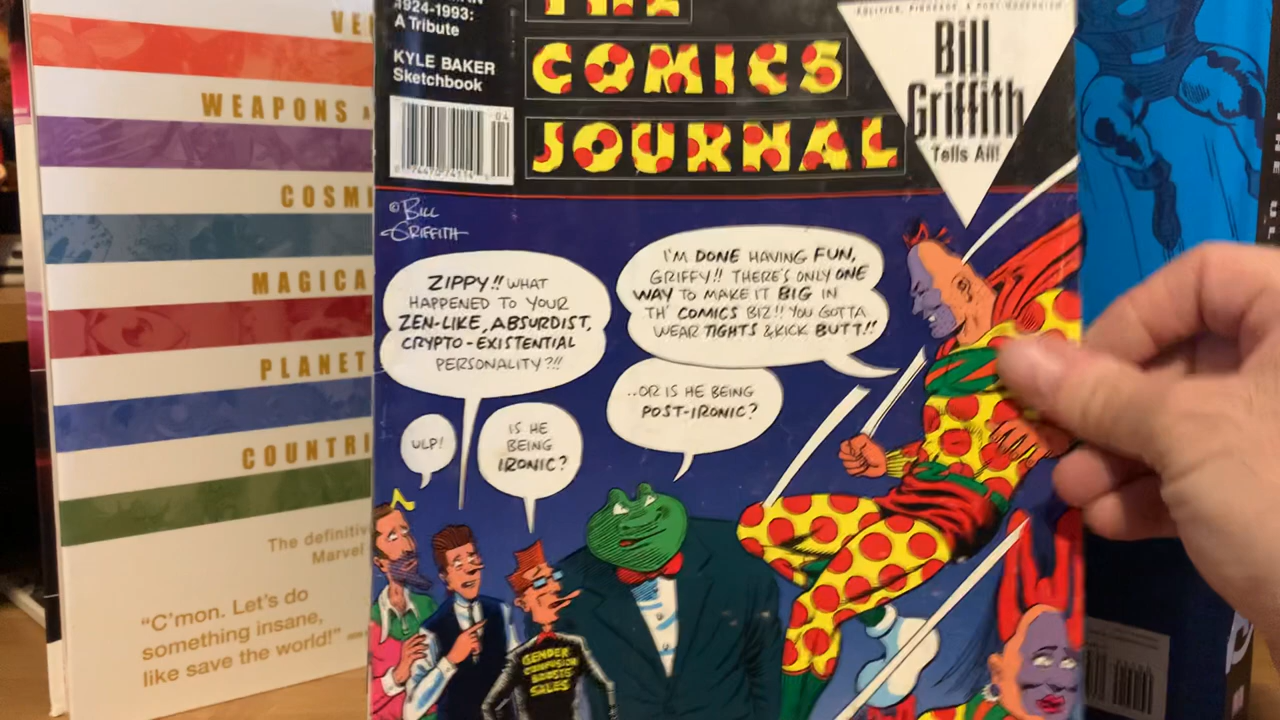 WEAPONS
COSMI
MAGICA
PLANET
COUNTRI
The definitiv
Marvel
“C'mon. Let's do
something insane,
like save the world!”
1924-1993:
A Tribute
KYLE BAKER
Sketchbook
04
THE
COMICS
JOURNAL
Bill
Griffith
Tells All!
© BILL
GRIFFITH
ZIPPY!! WHAT
HAPPENED TO YOUR
ZEN-LIKE, ABSURDIST,
CRYPTO-EXISTENTIAL
PERSONALITY?!!
I'M DONE HAVING FUN,
GRIFFY!! THERE'S ONLY ONE
WAY TO MAKE IT BIG IN
TH' COMICS BIZ!! YOU GOTTA
WEAR TIGHTS & KICK BUTT!!
..OR IS HE BEING
POST-IRONIC?
ULP!
IS HE
BEING
IRONIC?
Z
GENDER
CONFUSION
BOOSTS
SALES